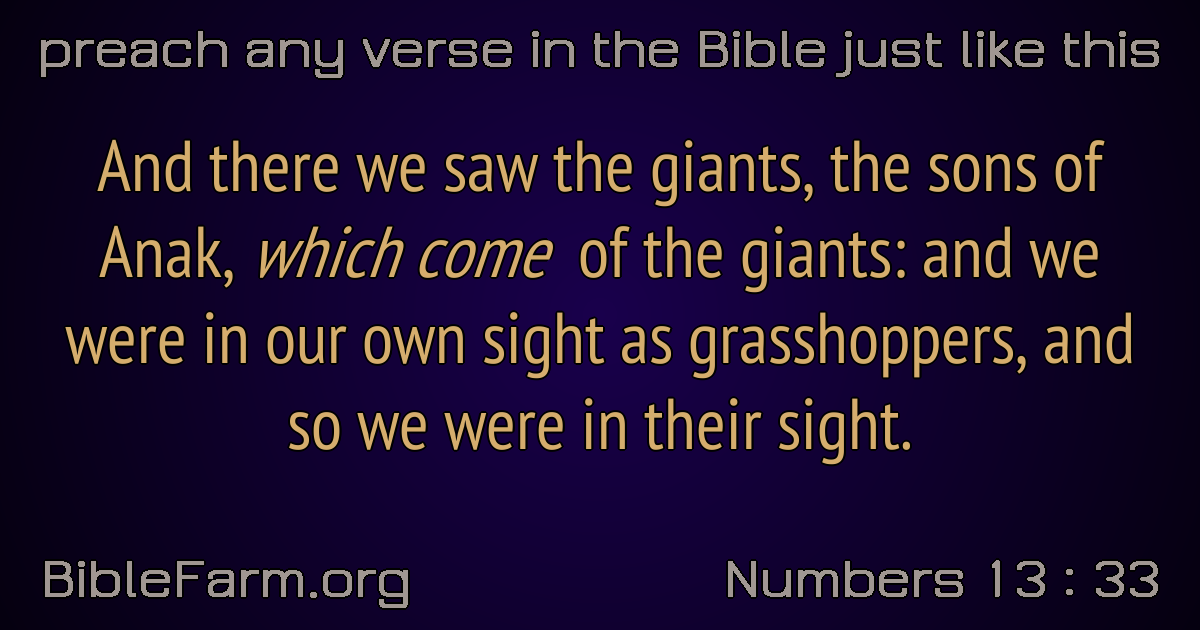 preach any verse in the Bible just like this
And there we saw the giants, the sons of
Anak, which come of the giants: and we
were in our own sight as grasshoppers, and
so we were in their sight.
BibleFarm.org
Numbers 13 : 33